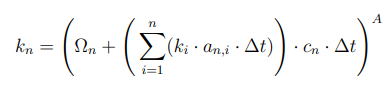 $k_n = \left( \Omega_n + \left( \sum_{i=1}^{n} (k_i \cdot a_{n,i} \cdot \Delta t) \right) \cdot c_n \cdot \Delta t \right)^A$